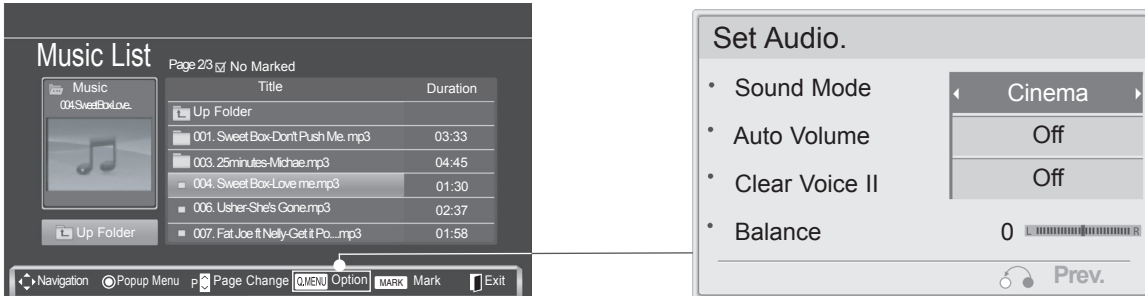 Music List
Page 2/3 No Marked
Music
004.SweetBoxLove..
Title Duration
Up Folder
001. Sweet Box-Don't Push Me. mp3 03:33
003. 25minutes-Michae.mp3 04:45
004. Sweet Box-Love me.mp3 01:30
006. Usher-She's Gone.mp3 02:37
007. Fat Joe ft Nelly-Get it Po....mp3 01:58
Up Folder
Navigation Popup Menu P Page Change Q.MENU Option MARK Mark Exit
Set Audio.
Sound Mode Cinema
Auto Volume Off
Clear Voice II Off
Balance 0 L R
Prev.